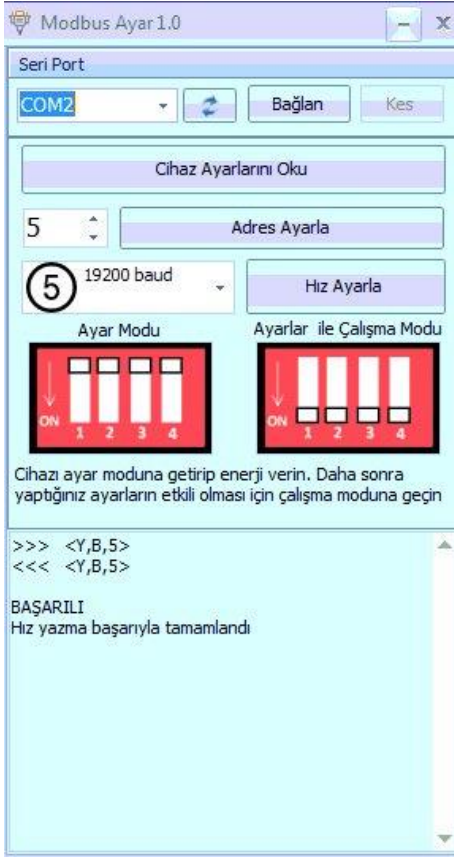 Modbus Ayar 1.0
Seri Port
COM2
Bağlan
Kes
Cihaz Ayarlarını Oku
5
Adres Ayarla
5 19200 baud
Hız Ayarla
Ayar Modu
Ayarlar ile Çalışma Modu
ON 1 2 3 4
ON 1 2 3 4
Cihazı ayar moduna getirip enerji verin. Daha sonra
yaptığınız ayarların etkili olması için çalışma moduna geçin
>>> <Y,B,5>
<<< <Y,B,5>
BAŞARILI
Hız yazma başarıyla tamamlandı